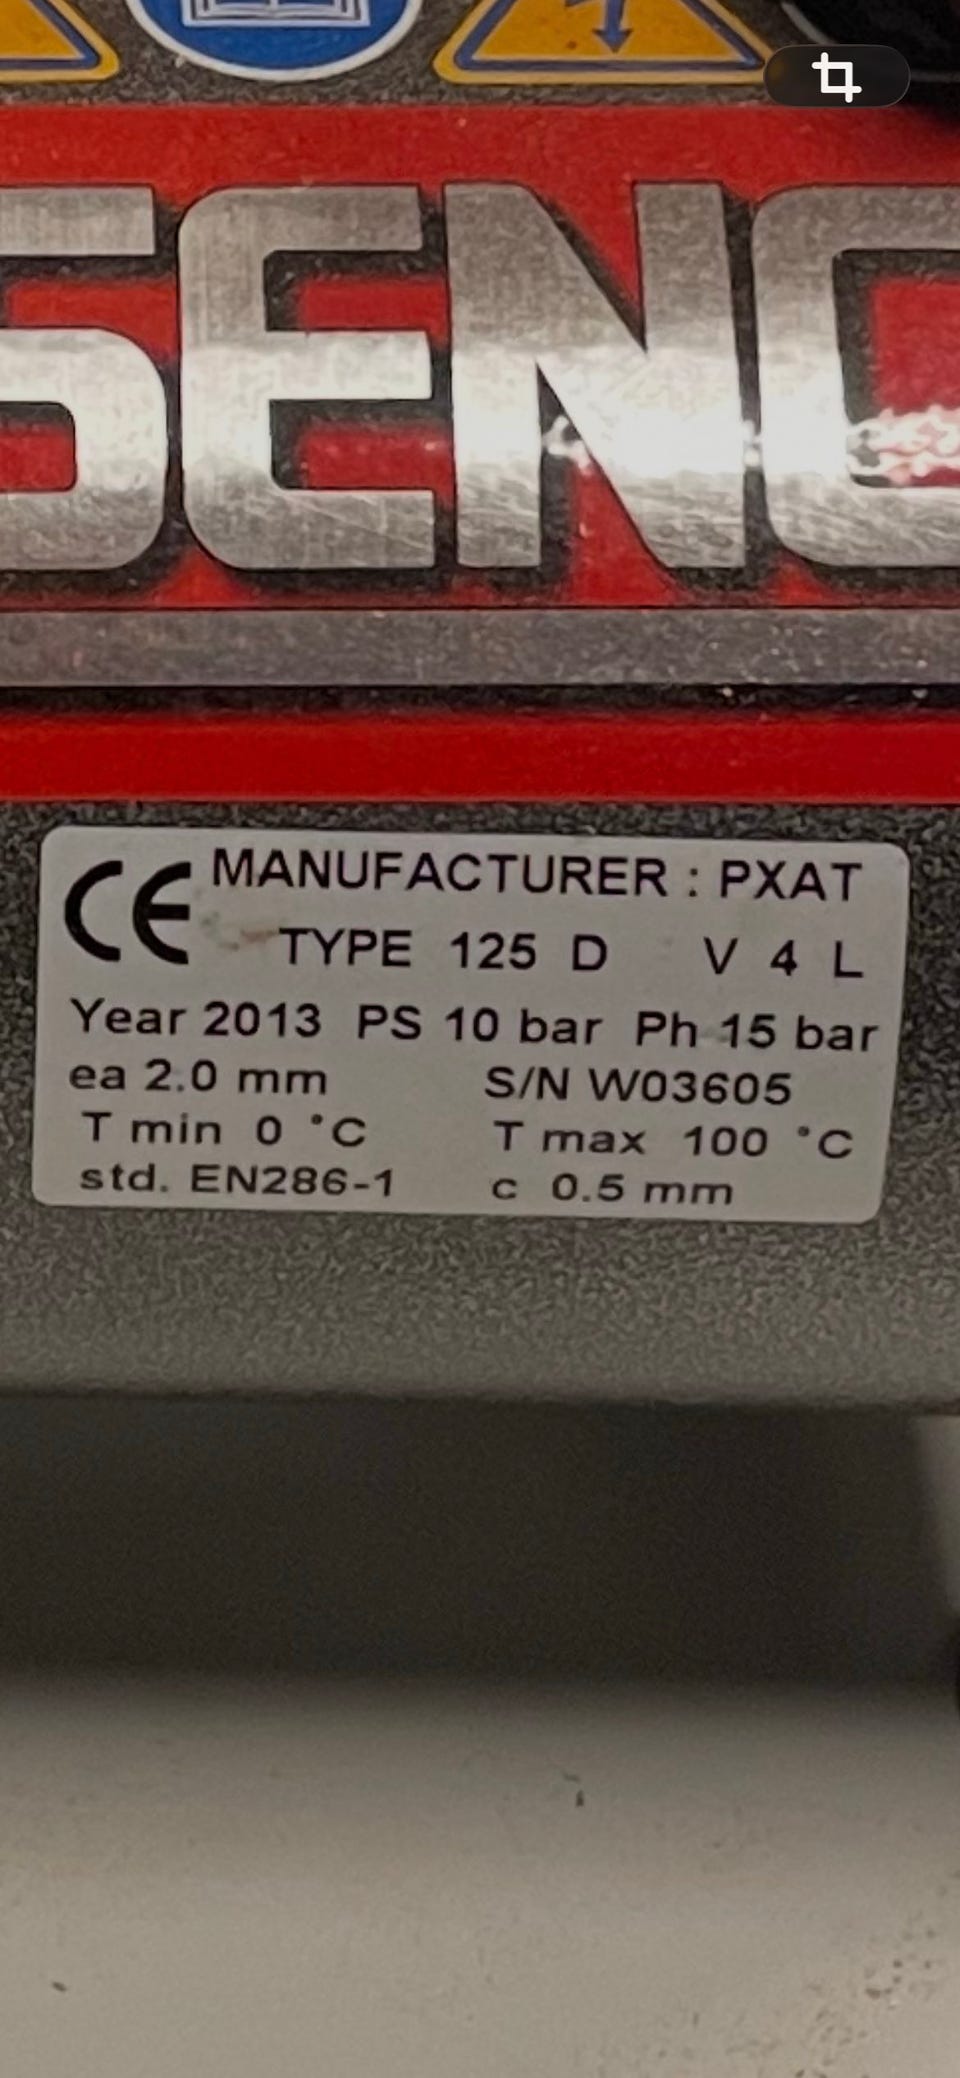 SENC
MANUFACTURER : PXAT
TYPE 125 D V 4 L
Year 2013 PS 10 bar Ph 15 bar
ea 2.0 mm S/N W03605
T min 0 °C T max 100 °C
std. EN286-1 c 0.5 mm